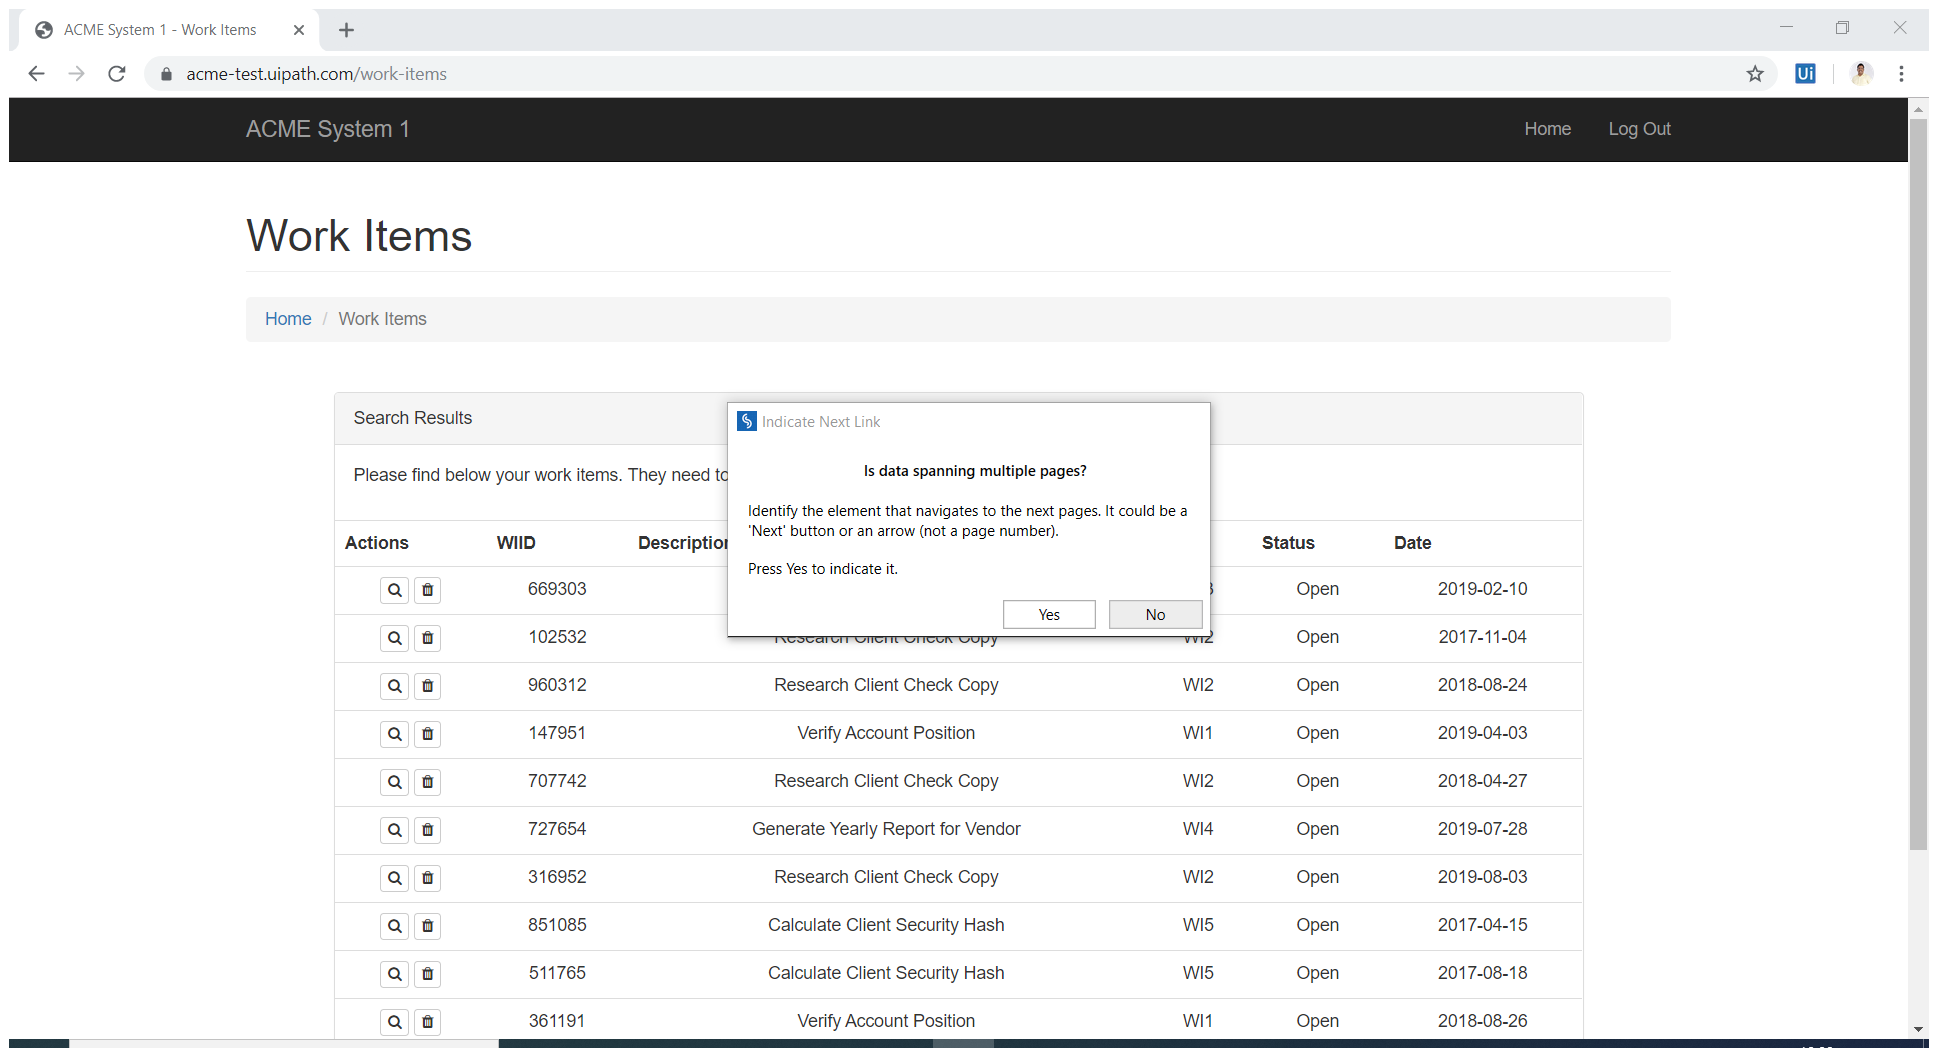 ACME System 1 - Work Items
acme-test.uipath.com/work-items
Ui
ACME System 1 Home Log Out
Work Items
Home / Work Items
Search Results
Indicate Next Link
Is data spanning multiple pages?
Please find below your work items. They need to
Identify the element that navigates to the next pages. It could be a
'Next' button or an arrow (not a page number).
Press Yes to indicate it.
Yes No
Actions WIID Description Status Date
669303 Open 2019-02-10
102532 Research Client Check Copy WI2 Open 2017-11-04
960312 Research Client Check Copy WI2 Open 2018-08-24
147951 Verify Account Position WI1 Open 2019-04-03
707742 Research Client Check Copy WI2 Open 2018-04-27
727654 Generate Yearly Report for Vendor WI4 Open 2019-07-28
316952 Research Client Check Copy WI2 Open 2019-08-03
851085 Calculate Client Security Hash WI5 Open 2017-04-15
511765 Calculate Client Security Hash WI5 Open 2017-08-18
361191 Verify Account Position WI1 Open 2018-08-26